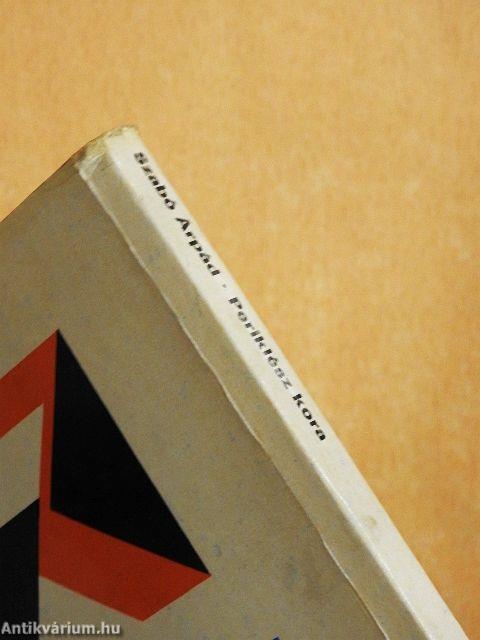 Szabó Árpád · Periklész kora
Antikvárium.hu